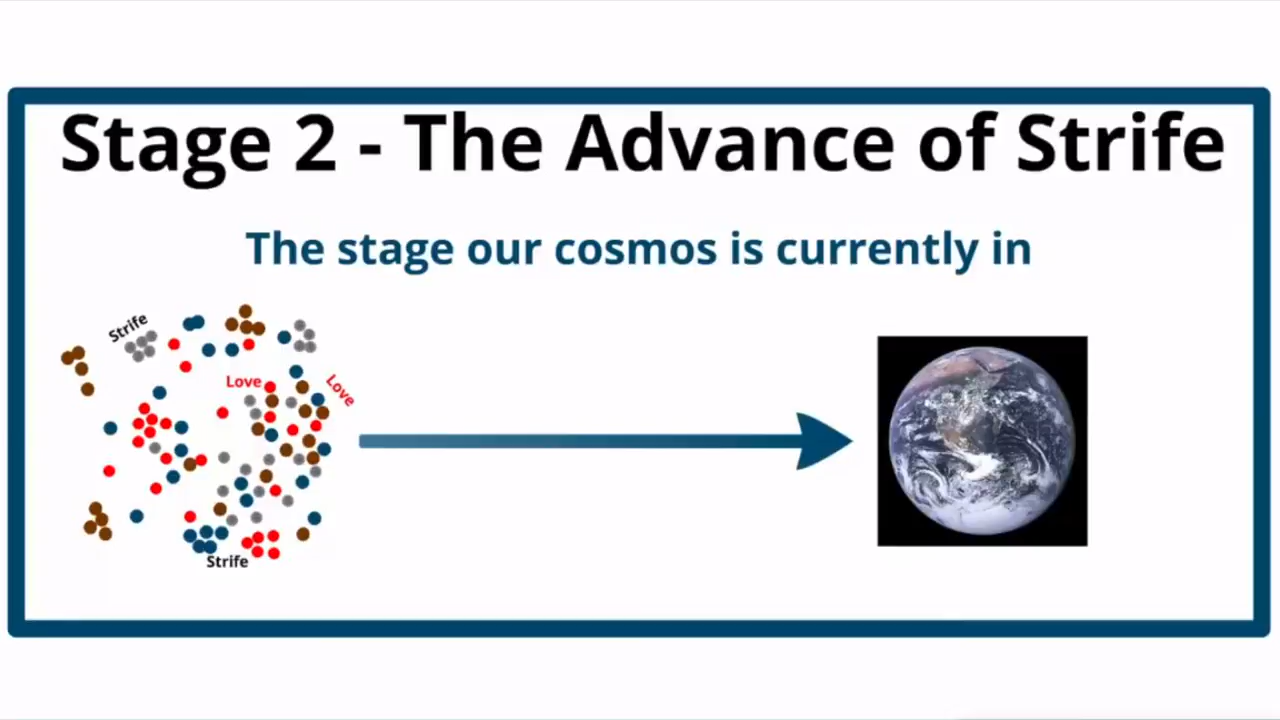 Stage 2 - The Advance of Strife
The stage our cosmos is currently in
Strife
Love
Love
Strife